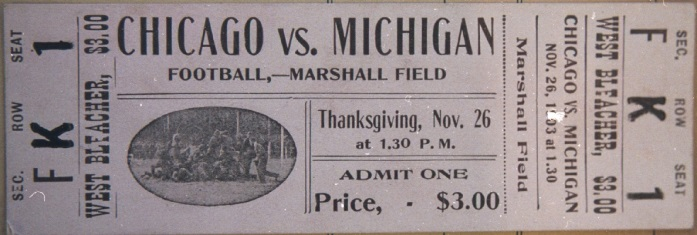 SEC. ROW SEAT
F K 1
WEST BLEACHER, $3.00
CHICAGO VS. MICHIGAN
FOOTBALL,—MARSHALL FIELD
Thanksgiving, Nov. 26
at 1.30 P. M.
ADMIT ONE
Price, - $3.00
Marshall Field
NOV. 26, 1903 at 1.30
CHICAGO VS. MICHIGAN
WEST BLEACHER, $3.00
F K 1
SEC. ROW SEAT